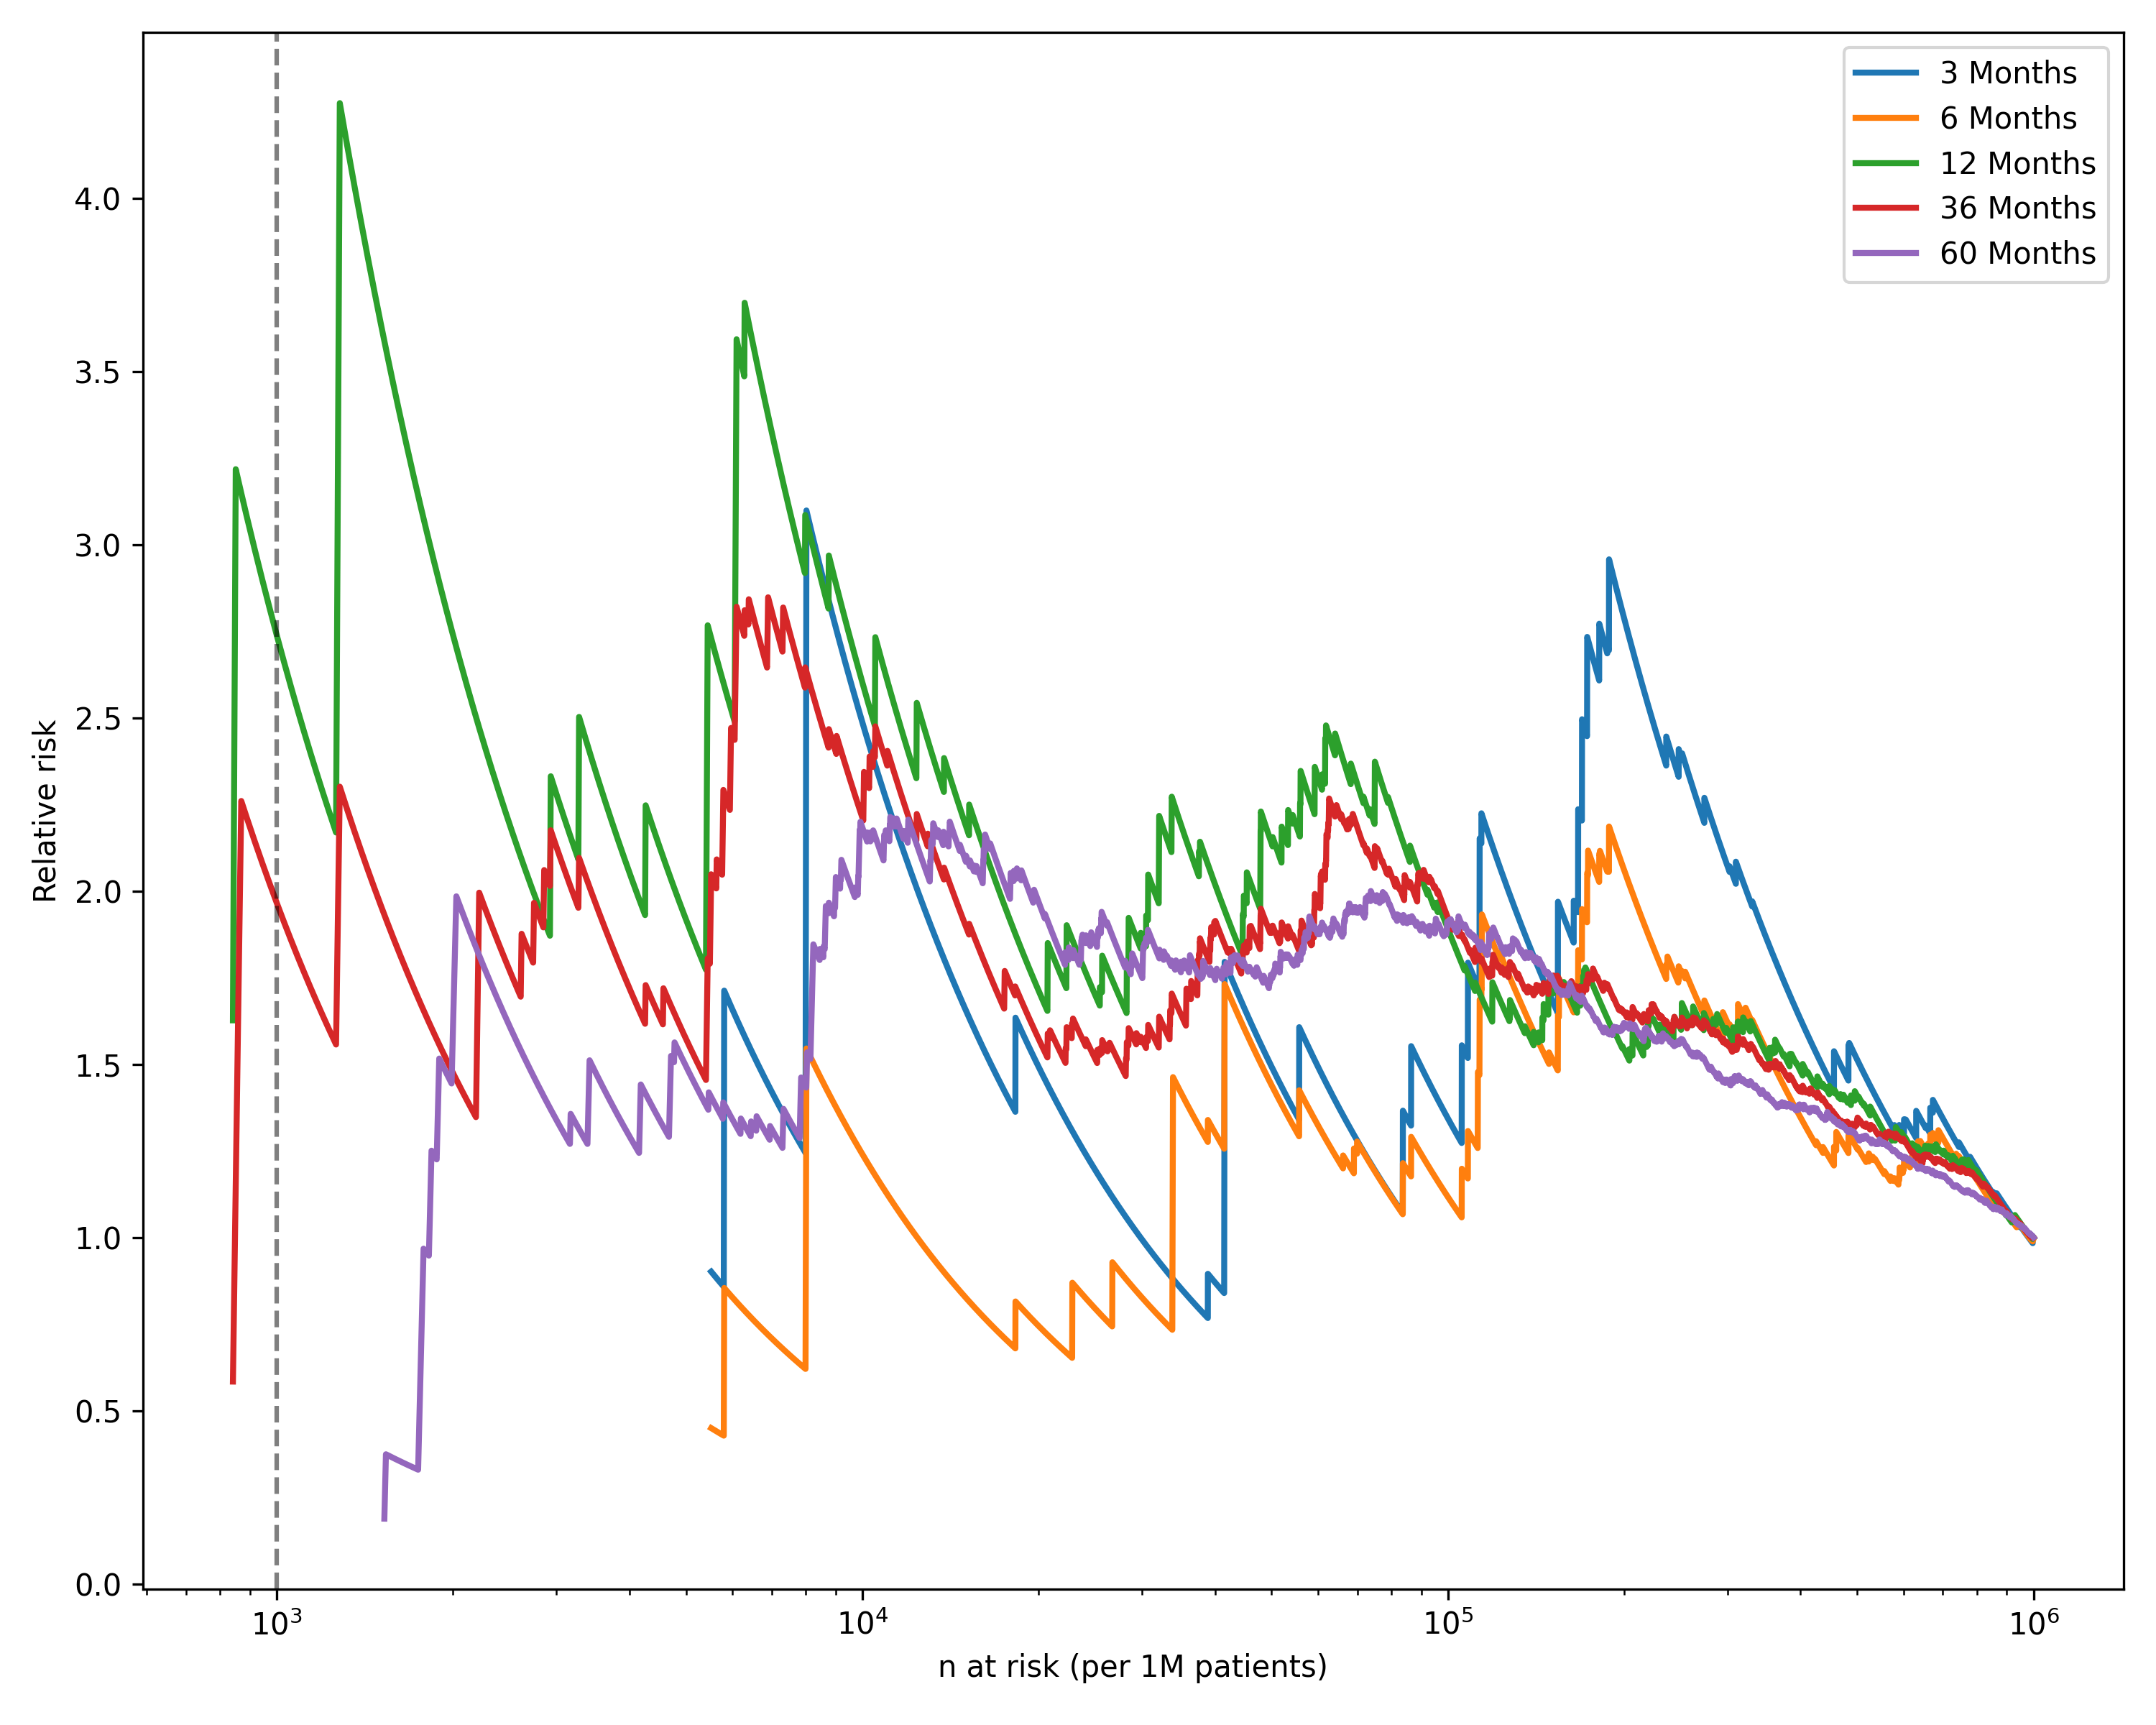 3 Months
6 Months
12 Months
36 Months
60 Months
Relative risk
4.0
3.5
3.0
2.5
2.0
1.5
1.0
0.5
0.0
10³ 10⁴ 10⁵ 10⁶
n at risk (per 1M patients)